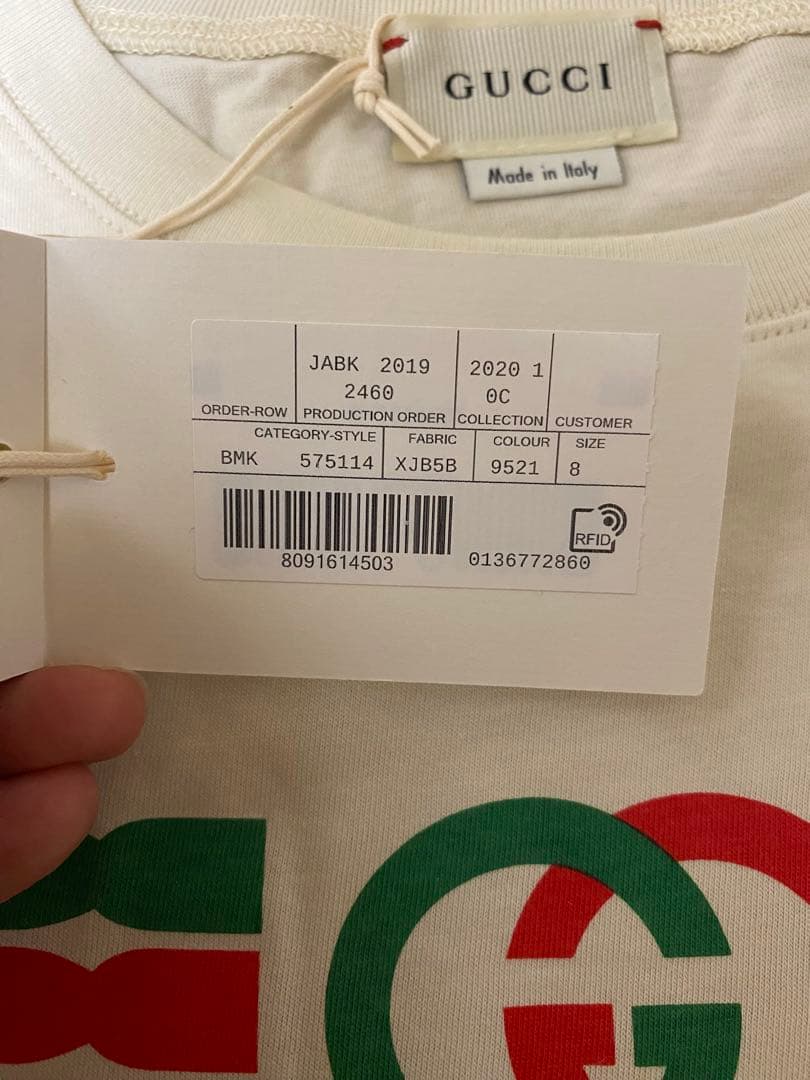 GUCCI
Made in Italy
JABK 2019 2020 1
2460 0C
ORDER-ROW PRODUCTION ORDER COLLECTION CUSTOMER
CATEGORY-STYLE FABRIC COLOUR SIZE
BMK 575114 XJB5B 9521 8
RFID
8091614503 0136772860